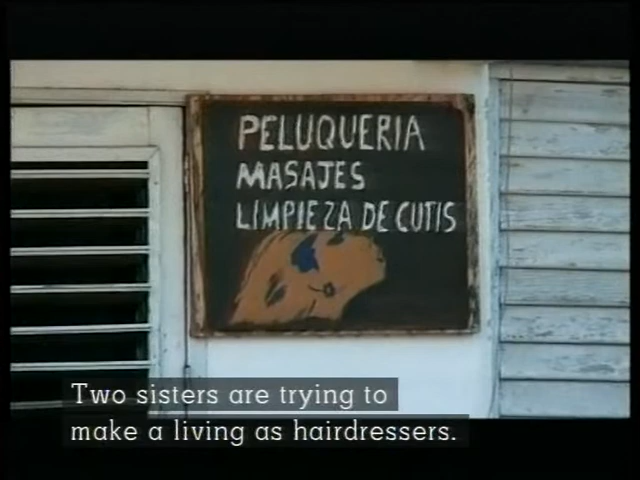 PELUQUERIA
MASAJES
LIMPIEZA DE CUTIS
Two sisters are trying to
make a living as hairdressers.